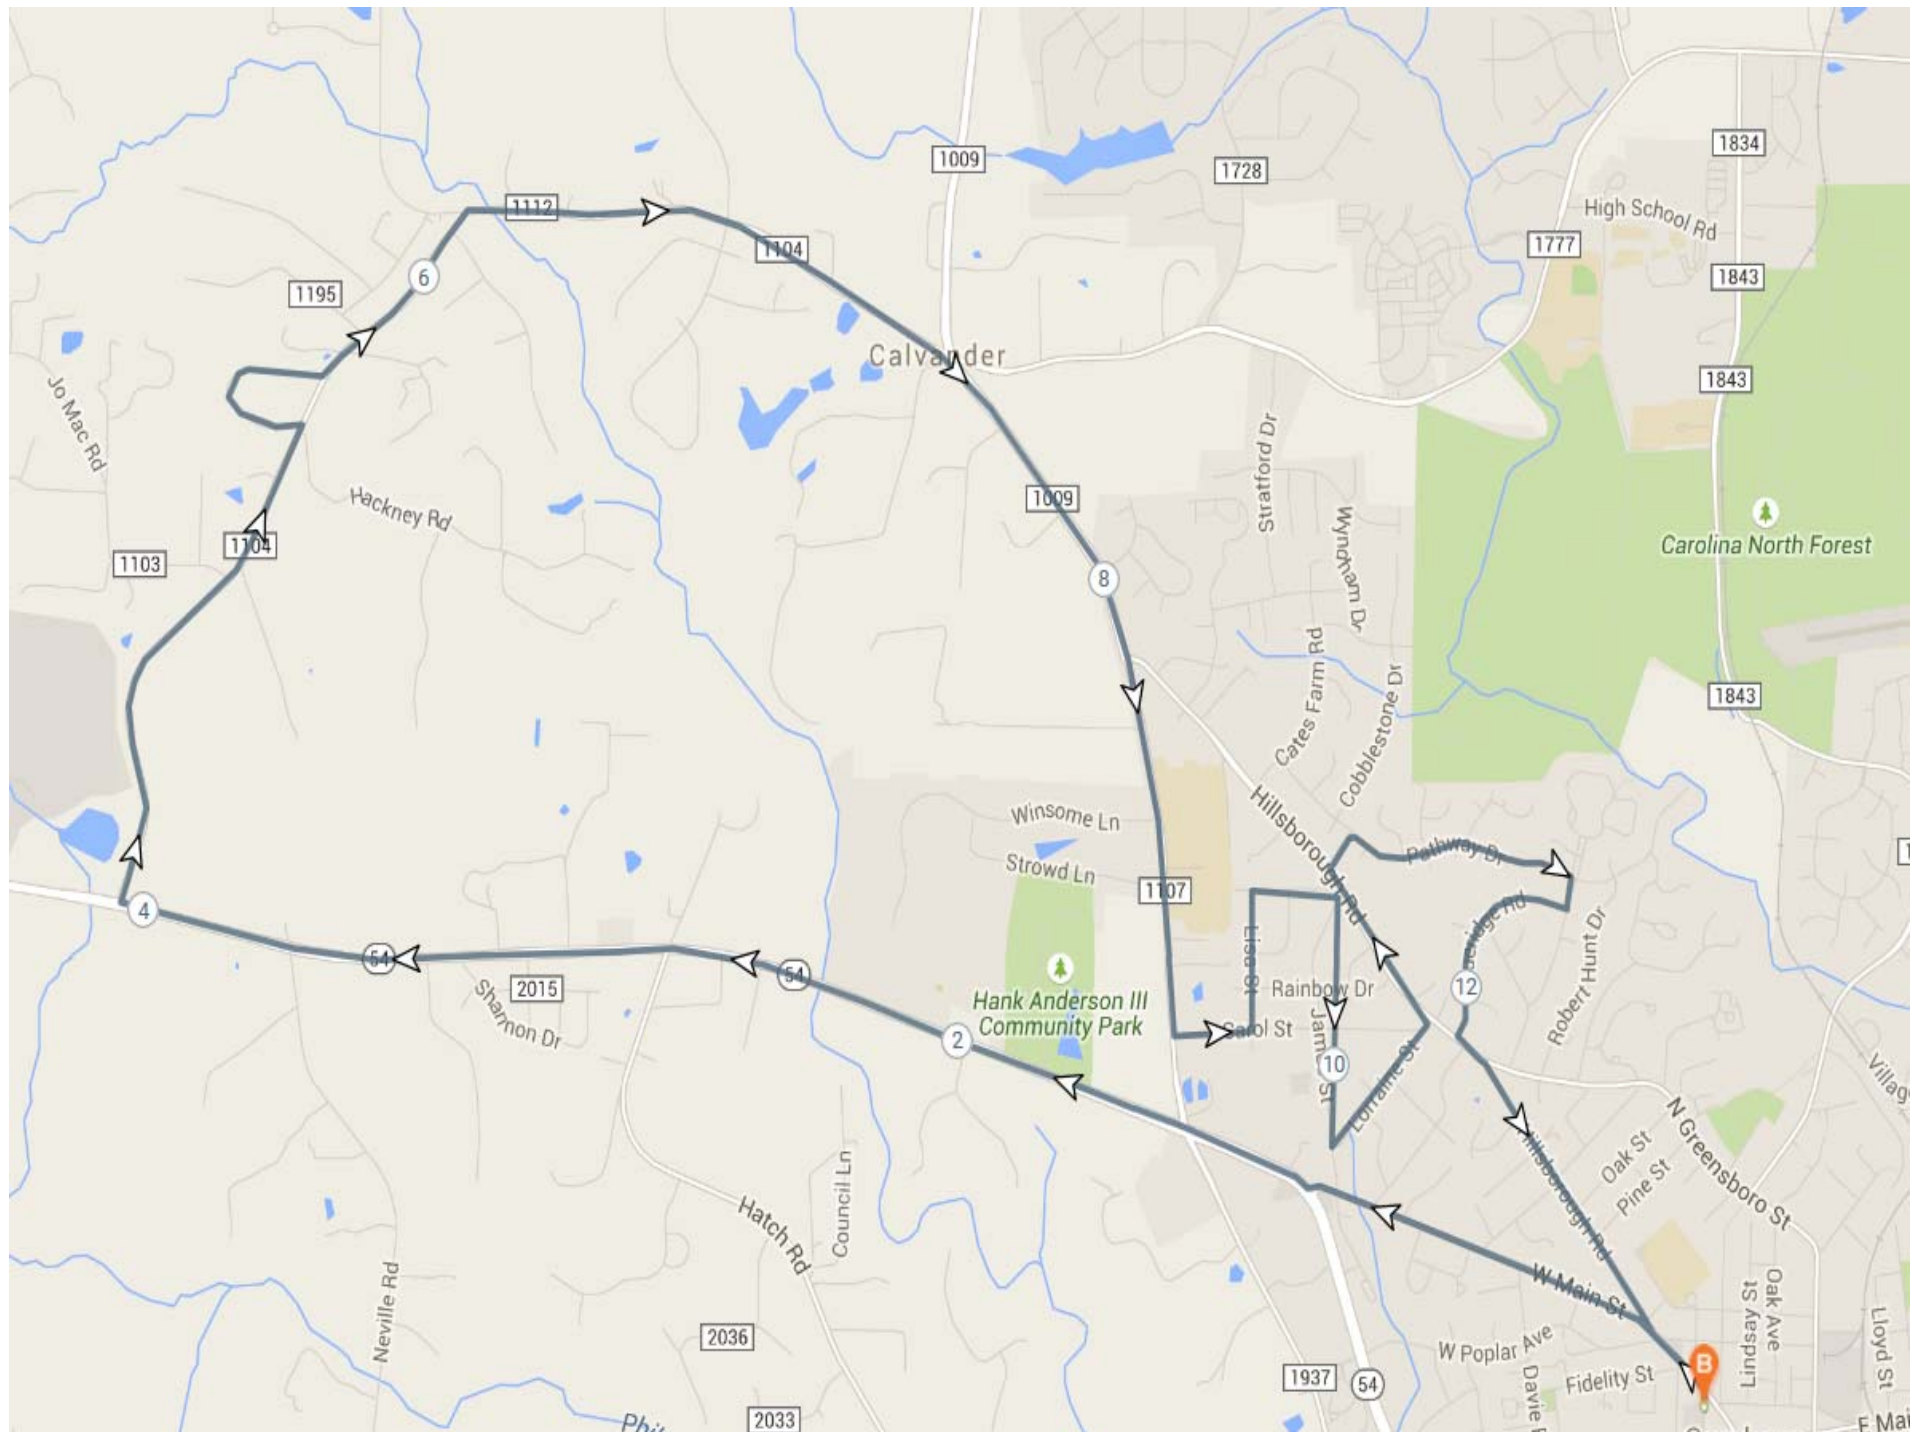 1834
1009
1728
High School Rd
1112
1777
1104
1843
6
1195
Calvander
1843
Jo Mac Rd
Stratford Dr
Hackney Rd
1009
Wyndham Dr
Carolina North Forest
1104
1103
8
Cates Farm Rd
Cobblestone Dr
1843
Winsome Ln
Hillsborough Rd
Pathway Dr
Strowd Ln
1107
4
54
54
Lisa St
Robert Hunt Dr
2015
Rainbow Dr
12
Hank Anderson III
Community Park
Shannon Dr
2
Carol St
James St
10
Lorraine St
N Greensboro St
Oak St
Pine St
Hillsborough Rd
Council Ln
Hatch Rd
Neville Rd
W Main St
2036
W Poplar Ave
Lindsay St
Oak Ave
Lloyd St
B
1937
54
Fidelity St
2033